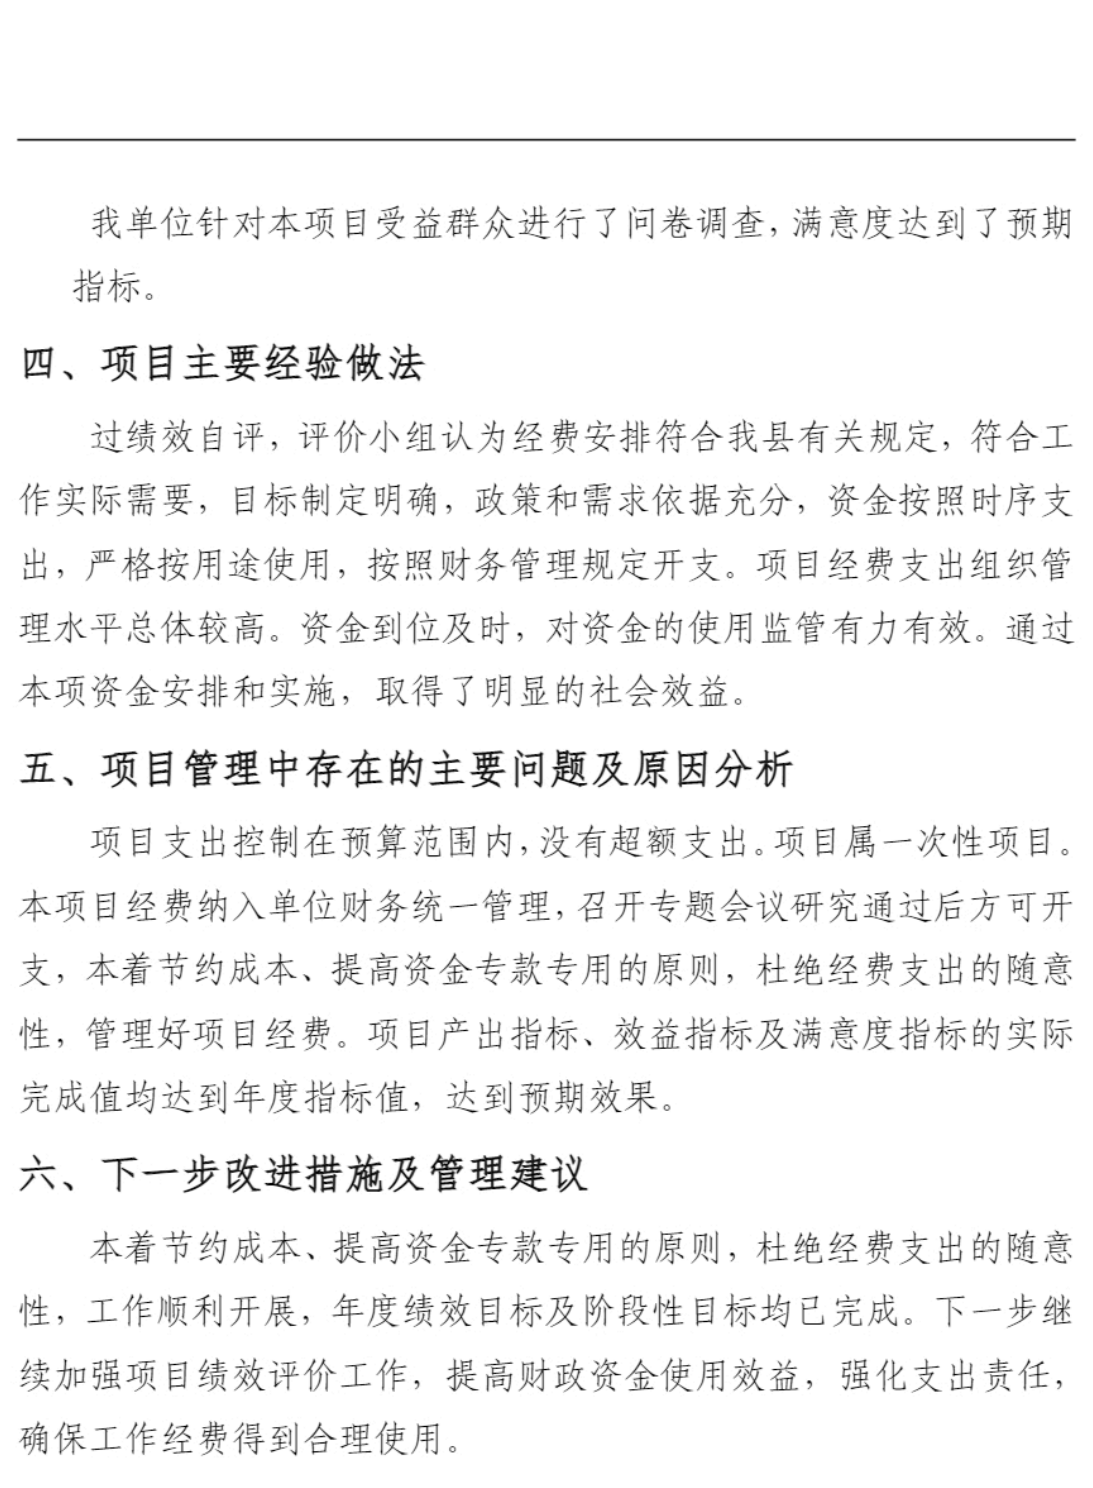 我单位针对本项目受益群众进行了问卷调查，满意度达到了预期
指标。
四、项目主要经验做法
过绩效自评，评价小组认为经费安排符合我县有关规定，符合工
作实际需要，目标制定明确，政策和需求依据充分，资金按照时序支
出，严格按用途使用，按照财务管理规定开支。项目经费支出组织管
理水平总体较高。资金到位及时，对资金的使用监管有力有效。通过
本项资金安排和实施，取得了明显的社会效益。
五、项目管理中存在的主要问题及原因分析
项目支出控制在预算范围内，没有超额支出。项目属一次性项目。
本项目经费纳入单位财务统一管理，召开专题会议研究通过后方可开
支，本着节约成本、提高资金专款专用的原则，杜绝经费支出的随意
性，管理好项目经费。项目产出指标、效益指标及满意度指标的实际
完成值均达到年度指标值，达到预期效果。
六、下一步改进措施及管理建议
本着节约成本、提高资金专款专用的原则，杜绝经费支出的随意
性，工作顺利开展，年度绩效目标及阶段性目标均已完成。下一步继
续加强项目绩效评价工作，提高财政资金使用效益，强化支出责任，
确保工作经费得到合理使用。